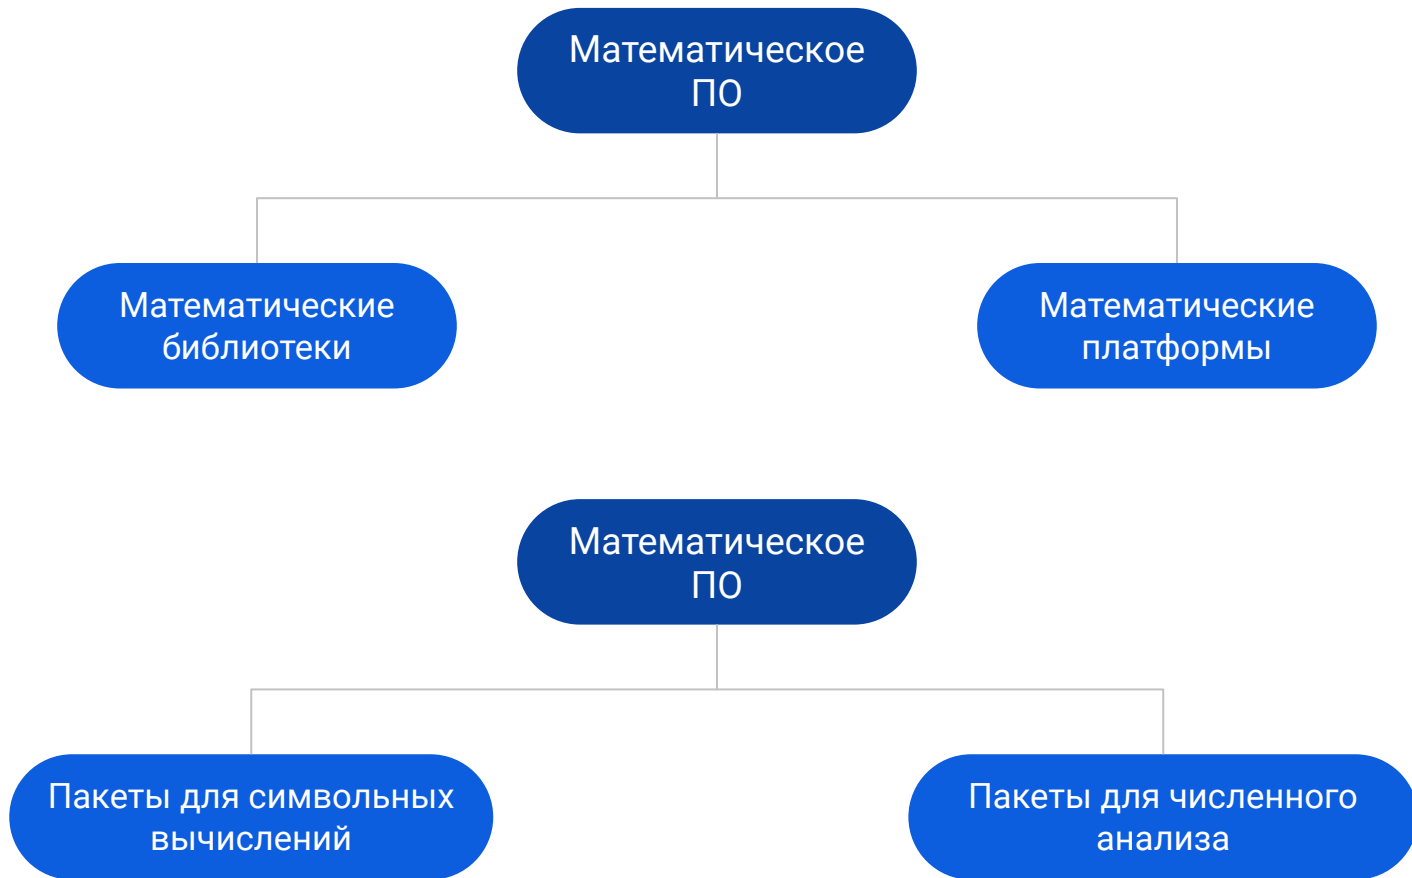 Математическое
ПО
Математические
библиотеки
Математические
платформы
Математическое
ПО
Пакеты для символьных
вычислений
Пакеты для численного
анализа